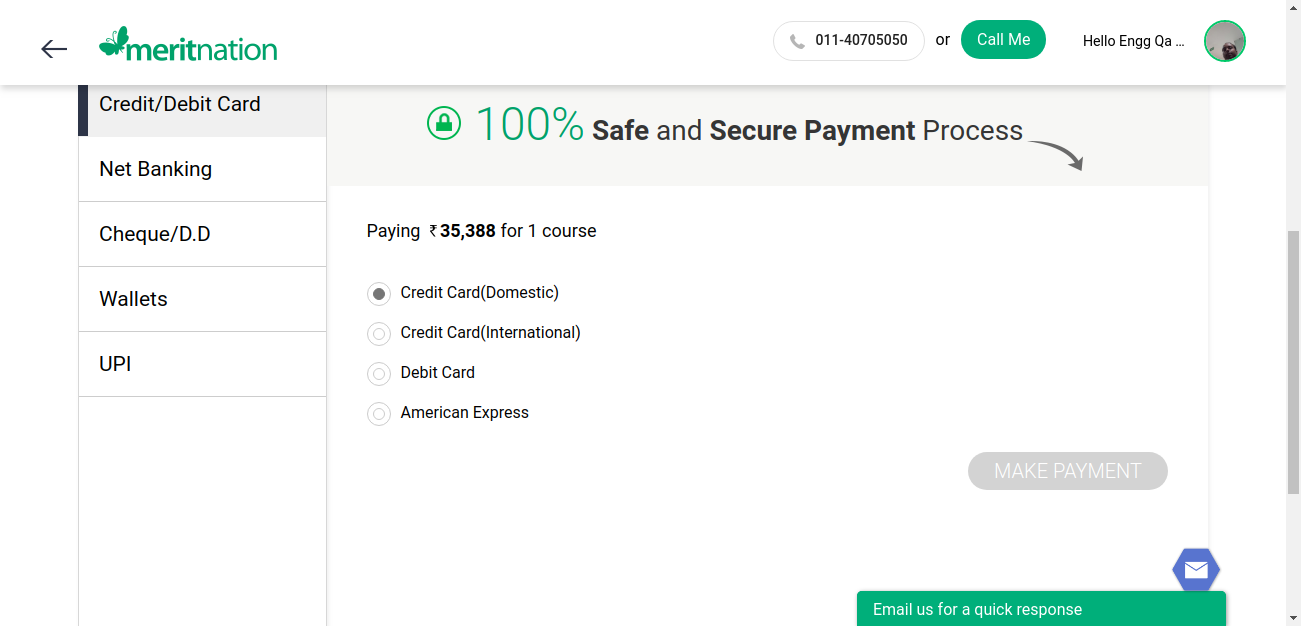 meritnation
011-40705050 or Call Me Hello Engg Qa ...
Credit/Debit Card
Net Banking
Cheque/D.D
Wallets
UPI
100% Safe and Secure Payment Process
Paying ₹35,388 for 1 course
Credit Card(Domestic)
Credit Card(International)
Debit Card
American Express
MAKE PAYMENT
Email us for a quick response